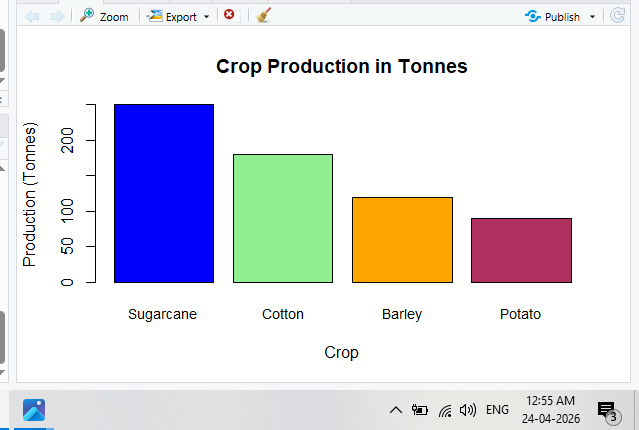 Zoom Export Publish
Crop Production in Tonnes
Production (Tonnes)
200
100
50
0
Sugarcane Cotton Barley Potato
Crop
ENG 12:55 AM
24-04-2026
3